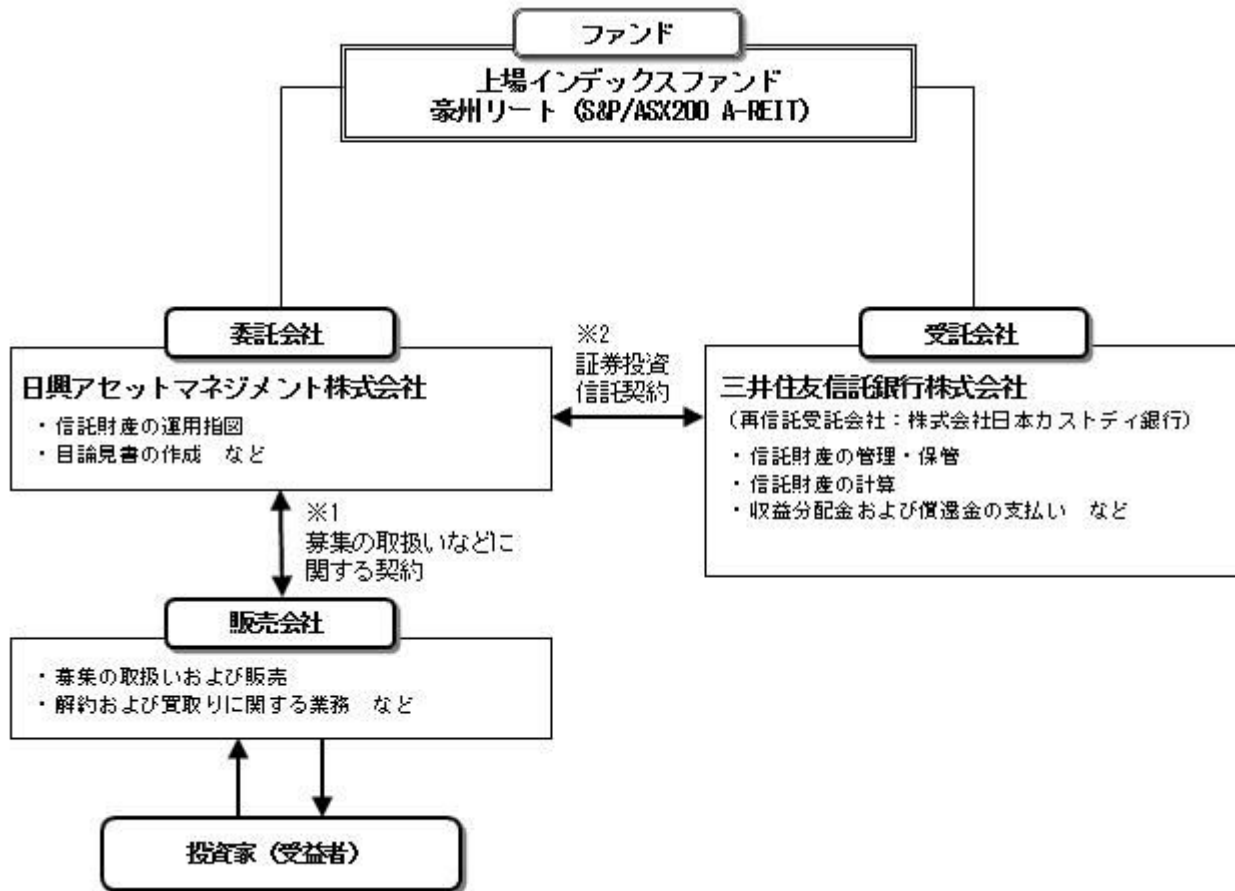 ファンド
上場インデックスファンド
豪州リート（S&P/ASX200 A-REIT）
委託会社
日興アセットマネジメント株式会社
・信託財産の運用指図
・目論見書の作成　など
※2
証券投資
信託契約
受託会社
三井住友信託銀行株式会社
（再信託受託会社：株式会社日本カストディ銀行）
・信託財産の管理・保管
・信託財産の計算
・収益分配金および償還金の支払い　など
※1
募集の取扱いなどに
関する契約
販売会社
・募集の取扱いおよび販売
・解約および買取りに関する業務　など
投資家（受益者）